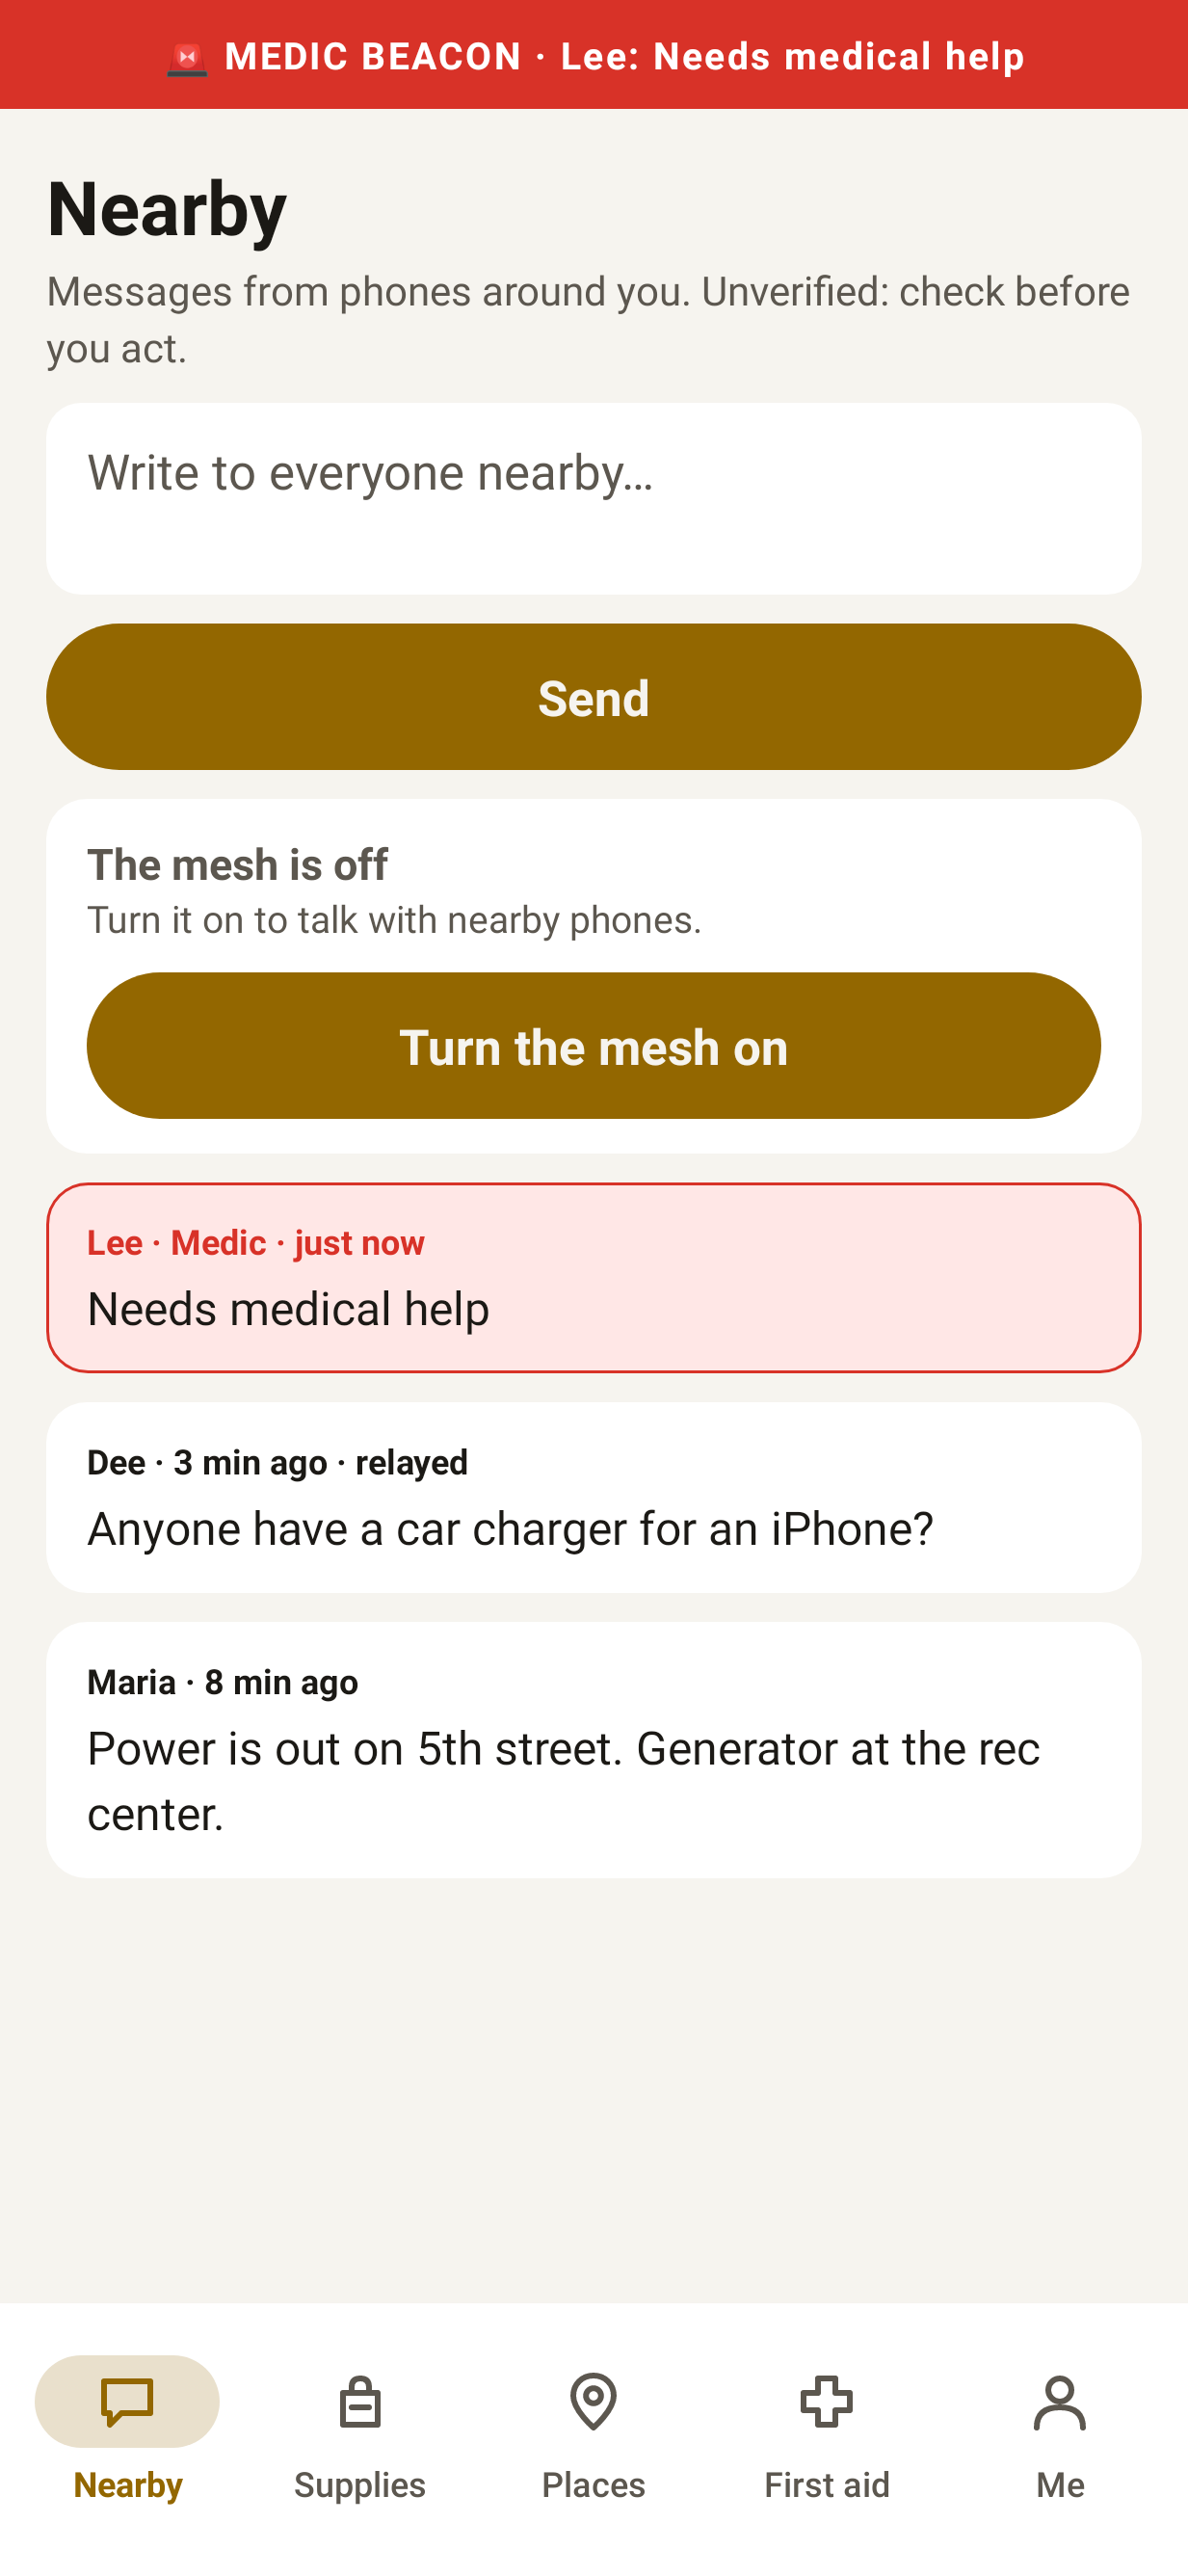 🚨 MEDIC BEACON · Lee: Needs medical help
Nearby
Messages from phones around you. Unverified: check before
you act.
Write to everyone nearby…
Send
The mesh is off
Turn it on to talk with nearby phones.
Turn the mesh on
Lee · Medic · just now
Needs medical help
Dee · 3 min ago · relayed
Anyone have a car charger for an iPhone?
Maria · 8 min ago
Power is out on 5th street. Generator at the rec
center.
Nearby
Supplies
Places
First aid
Me